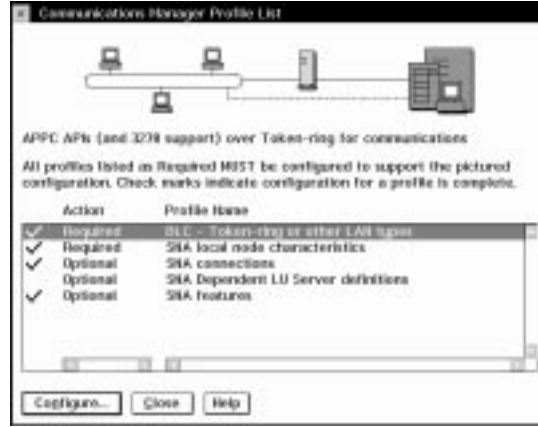 Communications Manager Profile List
APPC APIs (and 3270 support) over Token-ring for communications
All profiles listed as Required MUST be configured to support the pictured
configuration. Check marks indicate configuration for a profile is complete.
Action Profile Name
Required DLC - Token-ring or other LAN types
Required SNA local node characteristics
Optional SNA connections
Optional SNA Dependent LU Server definitions
Optional SNA features
Configure... Close Help